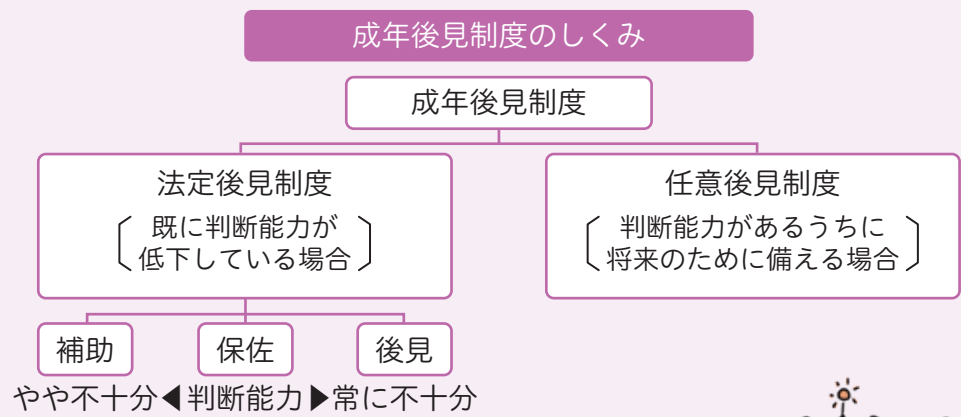 成年後見制度のしくみ
成年後見制度
法定後見制度
既に判断能力が
低下している場合
任意後見制度
判断能力があるうちに
将来のために備える場合
補助
保佐
後見
やや不十分◀判断能力▶常に不十分